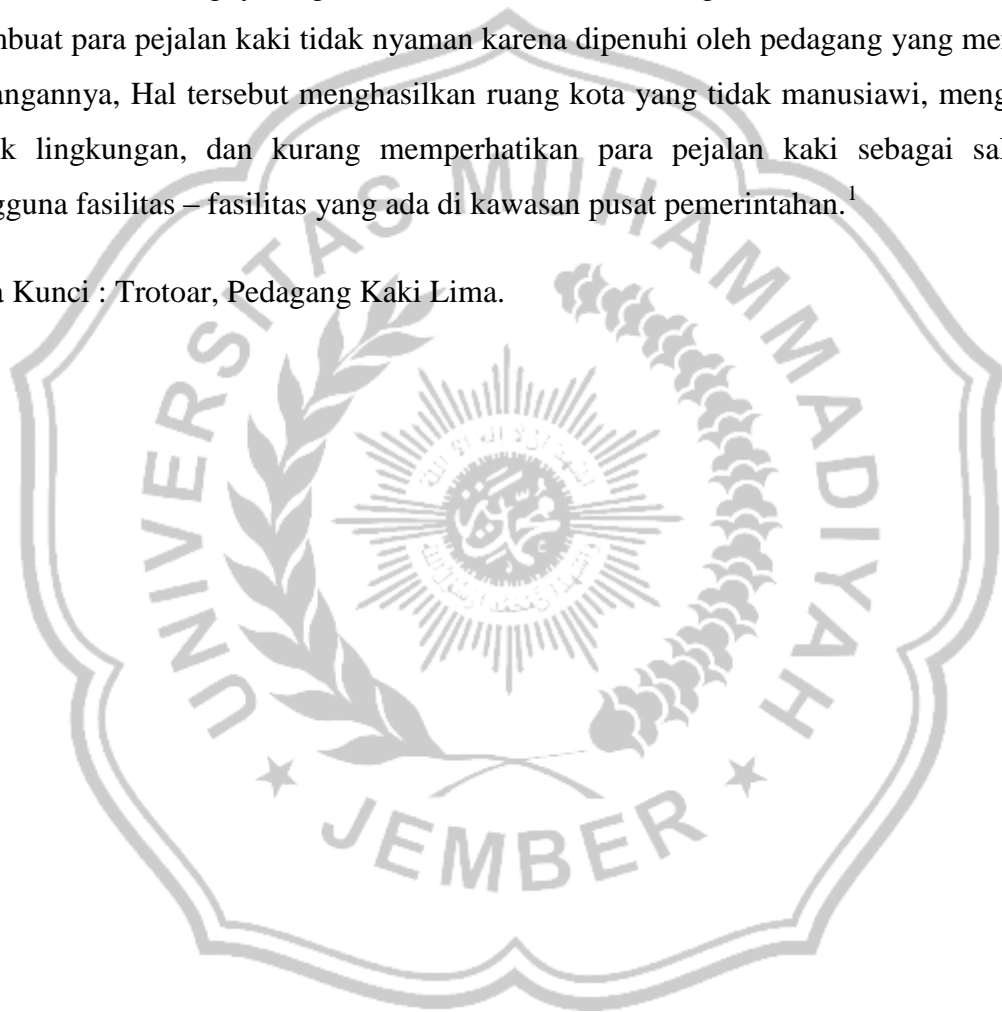 mbuat para pejalan kaki tidak nyaman karena dipenuhi oleh pedagang yang me
angannya, Hal tersebut menghasilkan ruang kota yang tidak manusiawi, meng
k lingkungan, dan kurang memperhatikan para pejalan kaki sebagai sal
gguna fasilitas – fasilitas yang ada di kawasan pusat pemerintahan.1
a Kunci : Trotoar, Pedagang Kaki Lima.
UNIVERSITAS MUHAMMADIYAH
JEMBER